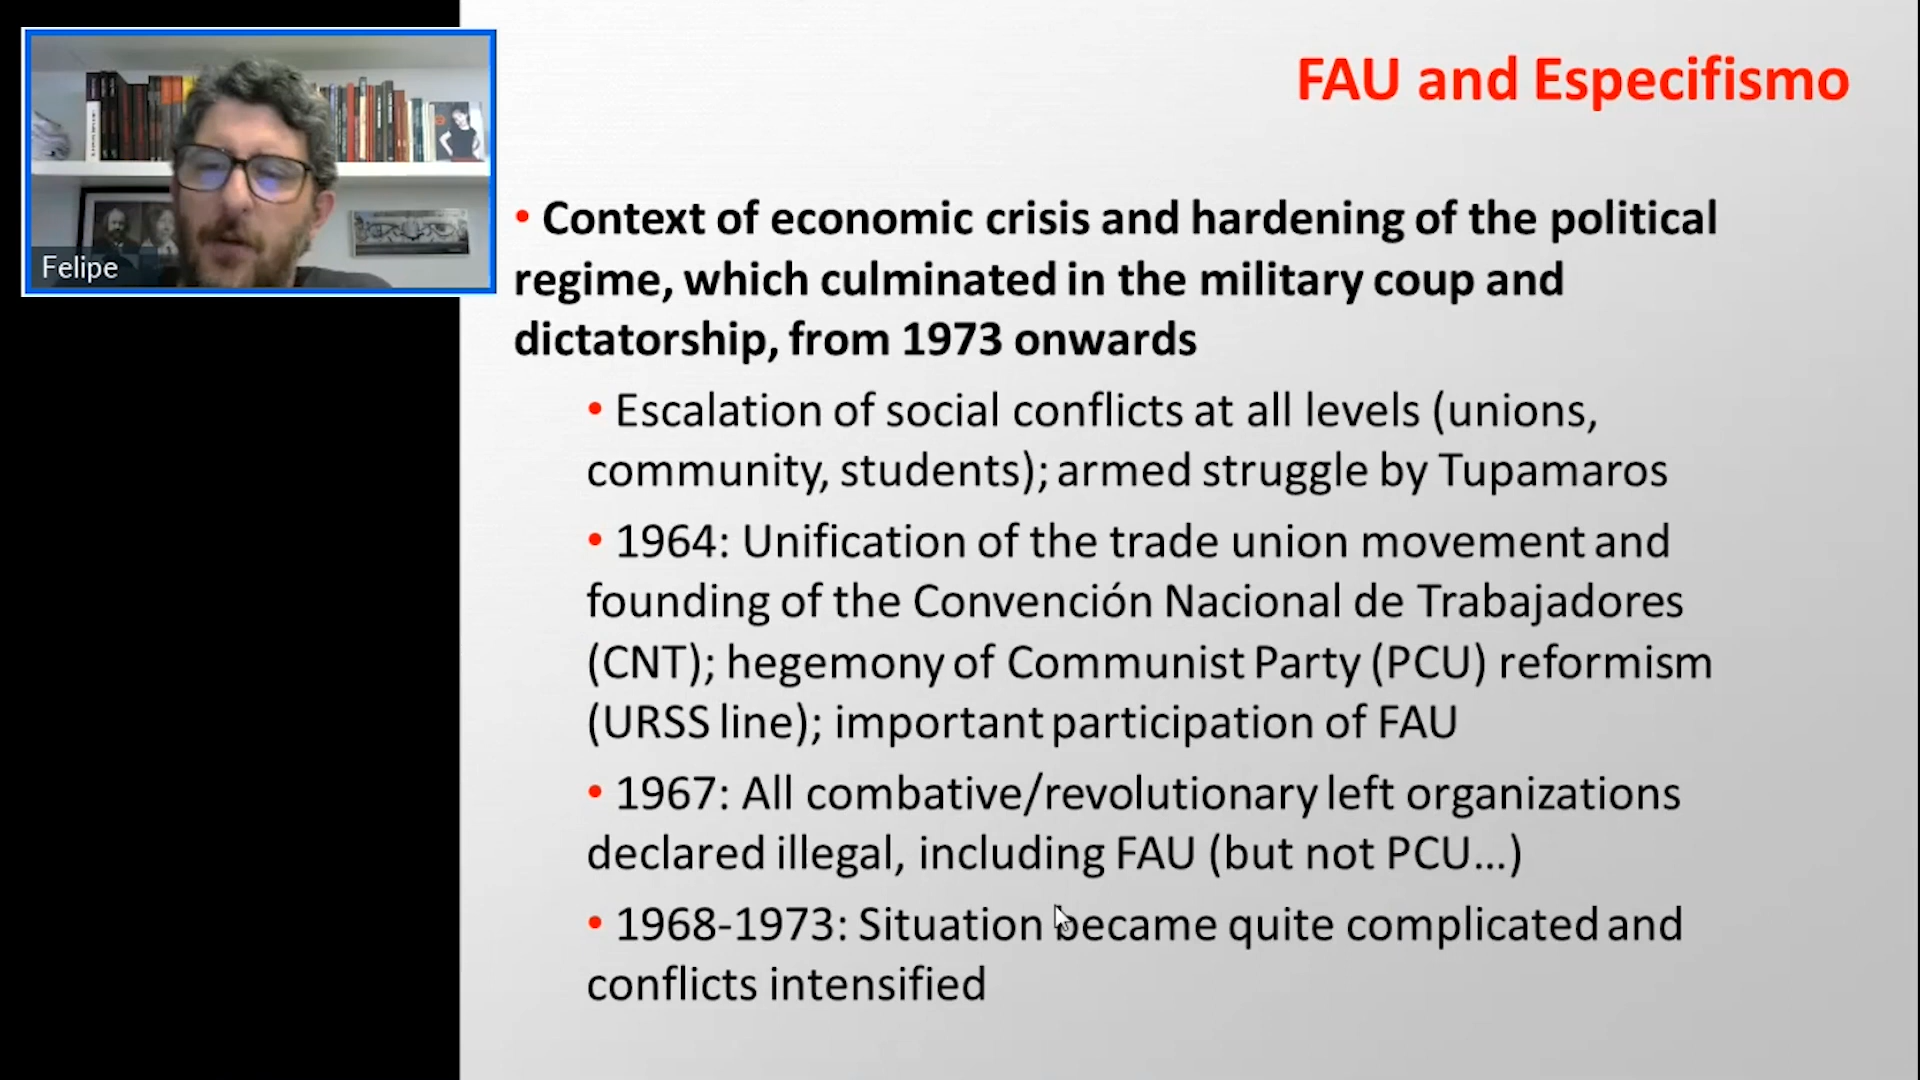 FAU and Especifismo
Felipe
• Context of economic crisis and hardening of the political
regime, which culminated in the military coup and
dictatorship, from 1973 onwards
• Escalation of social conflicts at all levels (unions,
community, students); armed struggle by Tupamaros
• 1964: Unification of the trade union movement and
founding of the Convención Nacional de Trabajadores
(CNT); hegemony of Communist Party (PCU) reformism
(URSS line); important participation of FAU
• 1967: All combative/revolutionary left organizations
declared illegal, including FAU (but not PCU...)
• 1968-1973: Situation became quite complicated and
conflicts intensified